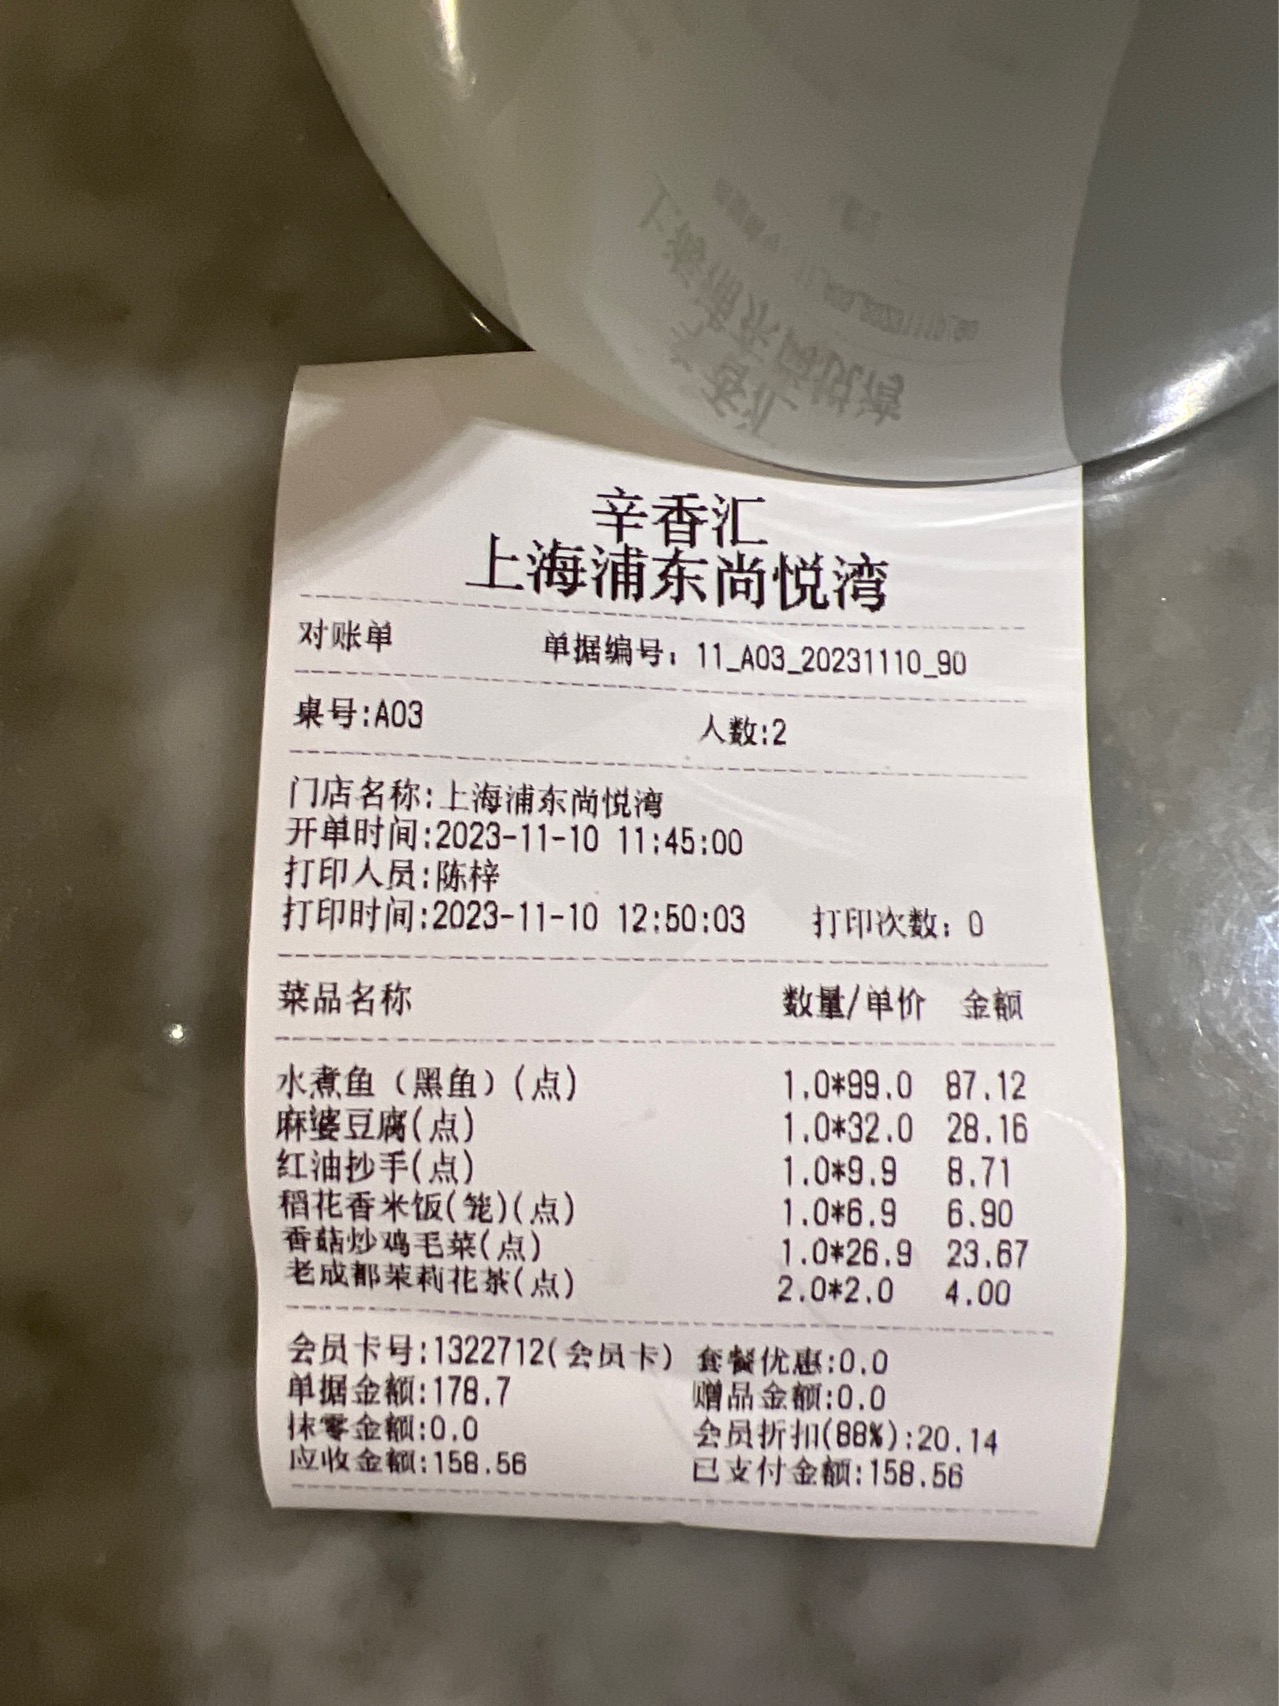 辛香汇
上海浦东尚悦湾
对账单 单据编号：11_A03_20231110_90
桌号:A03 人数:2
门店名称:上海浦东尚悦湾
开单时间:2023-11-10 11:45:00
打印人员:陈梓
打印时间:2023-11-10 12:50:03 打印次数：0
菜品名称 数量/单价 金额
水煮鱼（黑鱼）(点) 1.0*99.0 87.12
麻婆豆腐(点) 1.0*32.0 28.16
红油抄手(点) 1.0*9.9 8.71
稻花香米饭(笼)(点) 1.0*6.9 6.90
香菇炒鸡毛菜(点) 1.0*26.9 23.67
老成都茉莉花茶(点) 2.0*2.0 4.00
会员卡号:1322712(会员卡) 套餐优惠:0.0
单据金额:178.7 赠品金额:0.0
抹零金额:0.0 会员折扣(88%):20.14
应收金额:158.56 已支付金额:158.56